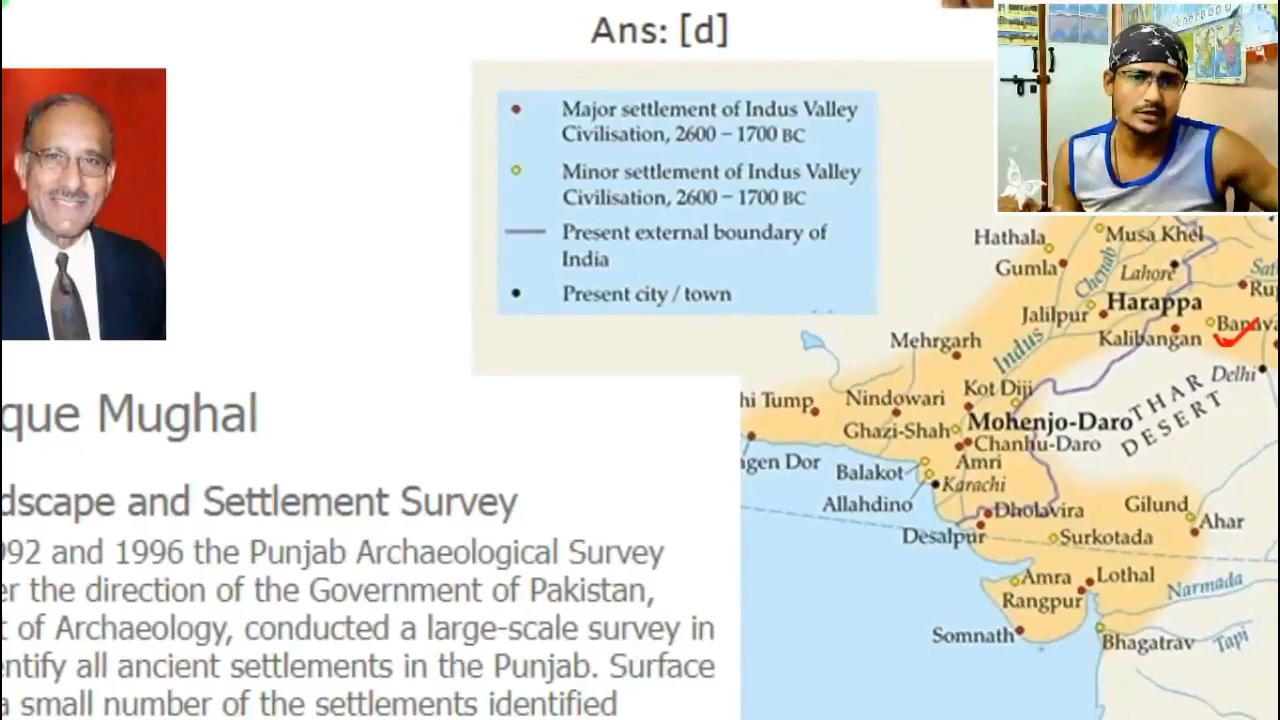 Ans: [d]
Major settlement of Indus Valley
Civilisation, 2600 – 1700 BC
Minor settlement of Indus Valley
Civilisation, 2600 – 1700 BC
Present external boundary of
India
Present city / town
Hathala
Musa Khel
Gumla
Chenab
Lahore
Sat
Ru
Jalilpur
Harappa
Banava
Kalibangan
Indus
Mehrgarh
Delhi
THAR
DESERT
hi Tump
Nindowari
Kot Diji
Mohenjo-Daro
Ghazi-Shah
Chanhu-Daro
gen Dor
Balakot
Amri
Karachi
Allahdino
Dholavira
Gilund
Ahar
Desalpur
Surkotada
Amra
Lothal
Narmada
Rangpur
Somnath
Bhagatrav
Tapi
que Mughal
dscape and Settlement Survey
92 and 1996 the Punjab Archaeological Survey
er the direction of the Government of Pakistan,
t of Archaeology, conducted a large-scale survey in
entify all ancient settlements in the Punjab. Surface
a small number of the settlements identified